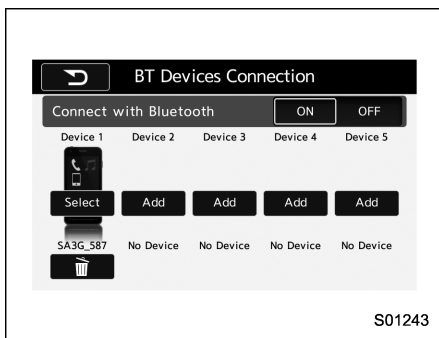 BT Devices Connection
Connect with Bluetooth ON OFF
Device 1 Device 2 Device 3 Device 4 Device 5
Select Add Add Add Add
SA3G_587 No Device No Device No Device No Device
S01243